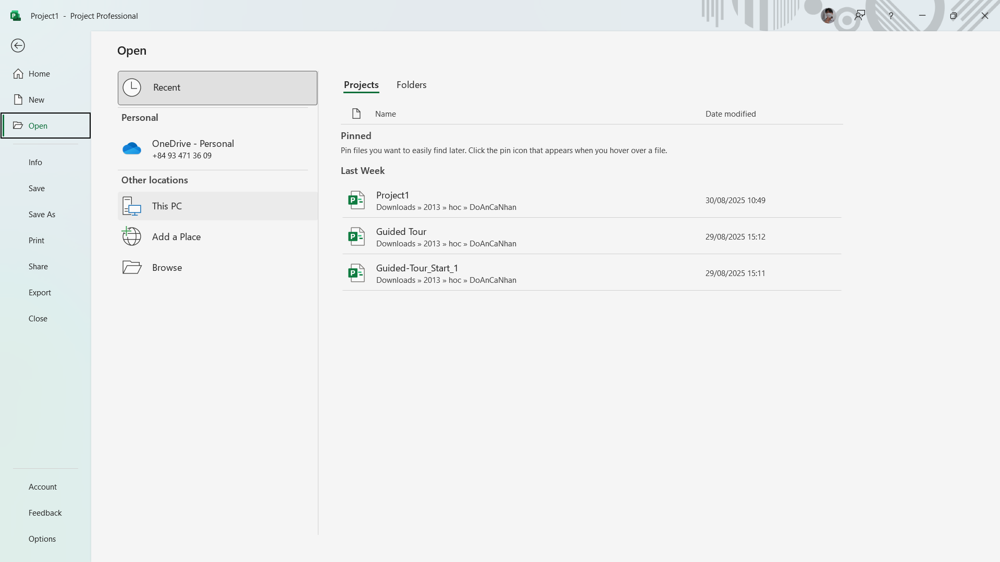 Project1 - Project Professional
?
Home
New
Open
Info
Save
Save As
Print
Share
Export
Close
Account
Feedback
Options
Open
Recent
Personal
OneDrive - Personal
+84 93 471 36 09
Other locations
This PC
Add a Place
Browse
Projects Folders
Name Date modified
Pinned
Pin files you want to easily find later. Click the pin icon that appears when you hover over a file.
Last Week
Project1
Downloads » 2013 » hoc » DoAnCaNhan
30/08/2025 10:49
Guided Tour
Downloads » 2013 » hoc » DoAnCaNhan
29/08/2025 15:12
Guided-Tour_Start_1
Downloads » 2013 » hoc » DoAnCaNhan
29/08/2025 15:11